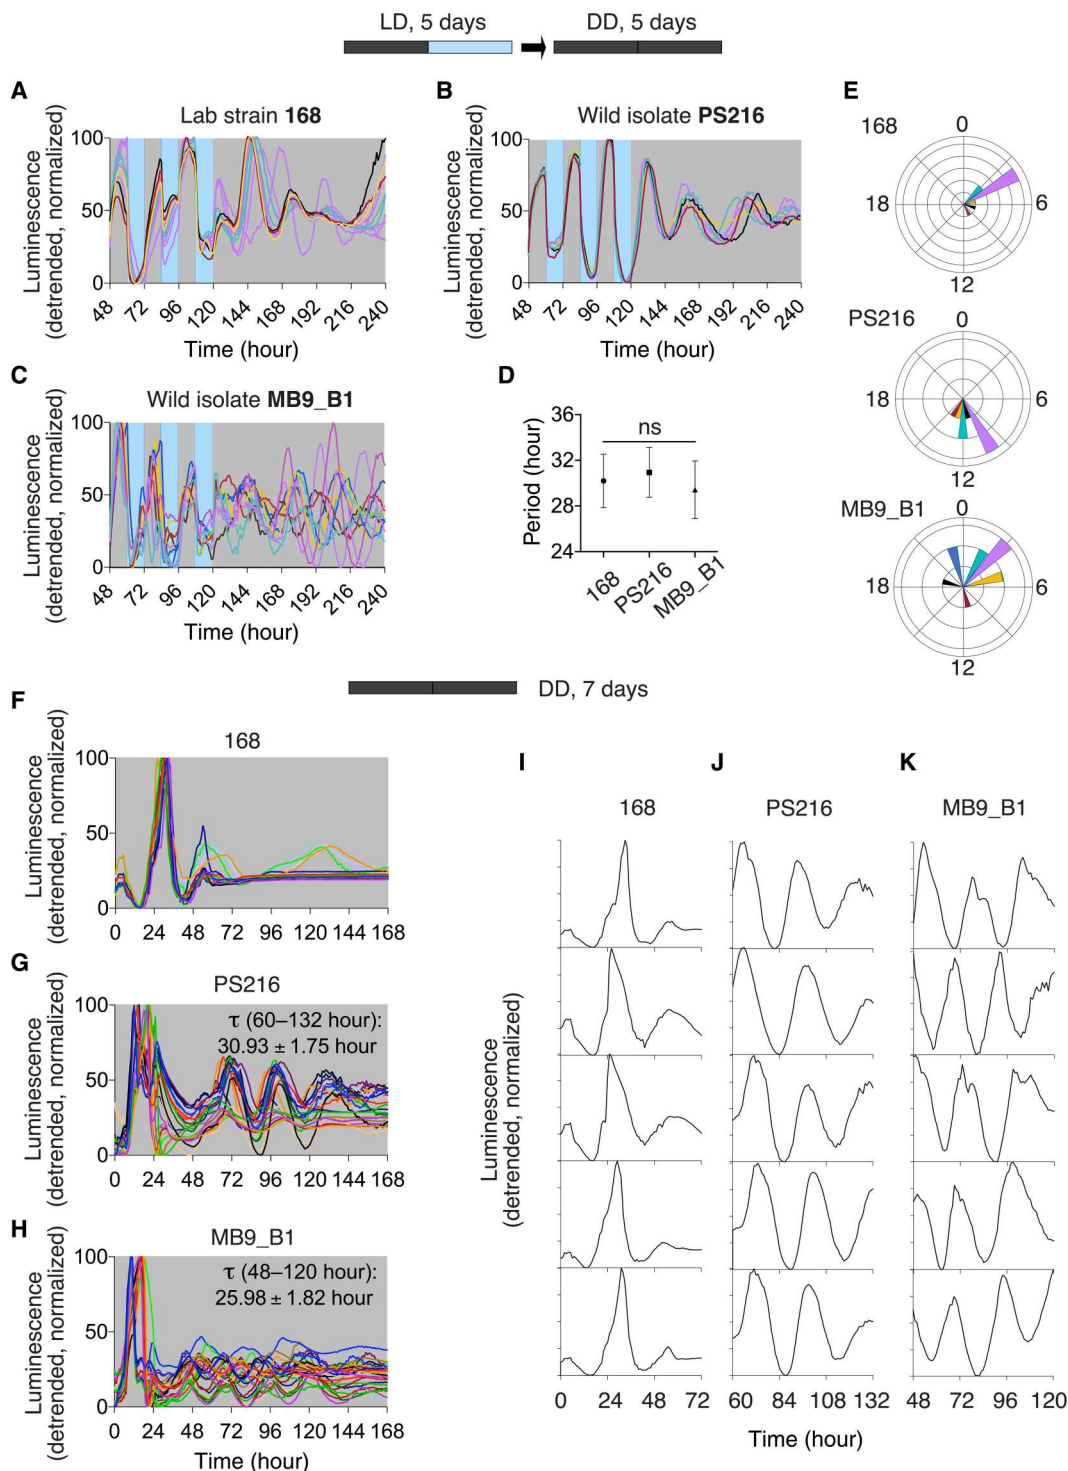 LD, 5 days
DD, 5 days
A
Lab strain 168
Luminescence
(detrended, normalized)
100
50
0
48 72 96 120 144 168 192 216 240
Time (hour)
B
Wild isolate PS216
Luminescence
(detrended, normalized)
100
50
0
48 72 96 120 144 168 192 216 240
Time (hour)
C
Wild isolate MB9_B1
Luminescence
(detrended, normalized)
100
50
0
48 72 96 120 144 168 192 216 240
Time (hour)
D
ns
Period (hour)
36
32
28
24
168 PS216 MB9_B1
E
168
0
18
6
12
PS216
0
18
6
12
MB9_B1
0
18
6
12
DD, 7 days
F
168
Luminescence
(detrended, normalized)
100
50
0
0 24 48 72 96 120 144 168
G
PS216
Luminescence
(detrended, normalized)
100
50
0
τ (60–132 hour):
30.93 ± 1.75 hour
0 24 48 72 96 120 144 168
H
MB9_B1
Luminescence
(detrended, normalized)
100
50
0
τ (48–120 hour):
25.98 ± 1.82 hour
0 24 48 72 96 120 144 168
Time (hour)
I
168
J
PS216
K
MB9_B1
Luminescence
(detrended, normalized)
0 24 48 72
60 84 108 132
48 72 96 120
Time (hour)